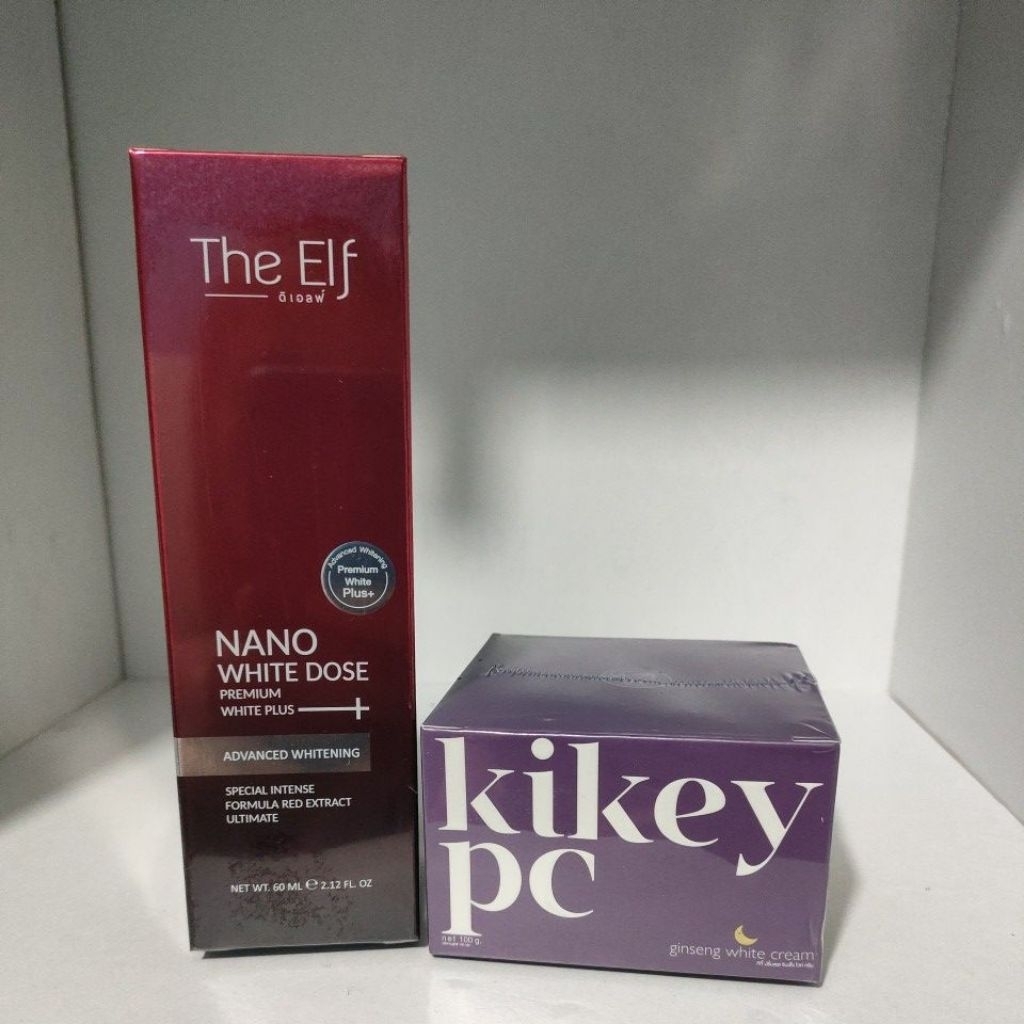 The Elf
ดิเอลฟ์
Advanced Whitening
Premium
White
Plus+
NANO
WHITE DOSE
PREMIUM
WHITE PLUS
ADVANCED WHITENING
SPECIAL INTENSE
FORMULA RED EXTRACT
ULTIMATE
NET WT. 60 ML ℮ 2.12 FL. OZ
kikey
pc
net 100 g.
ginseng white cream